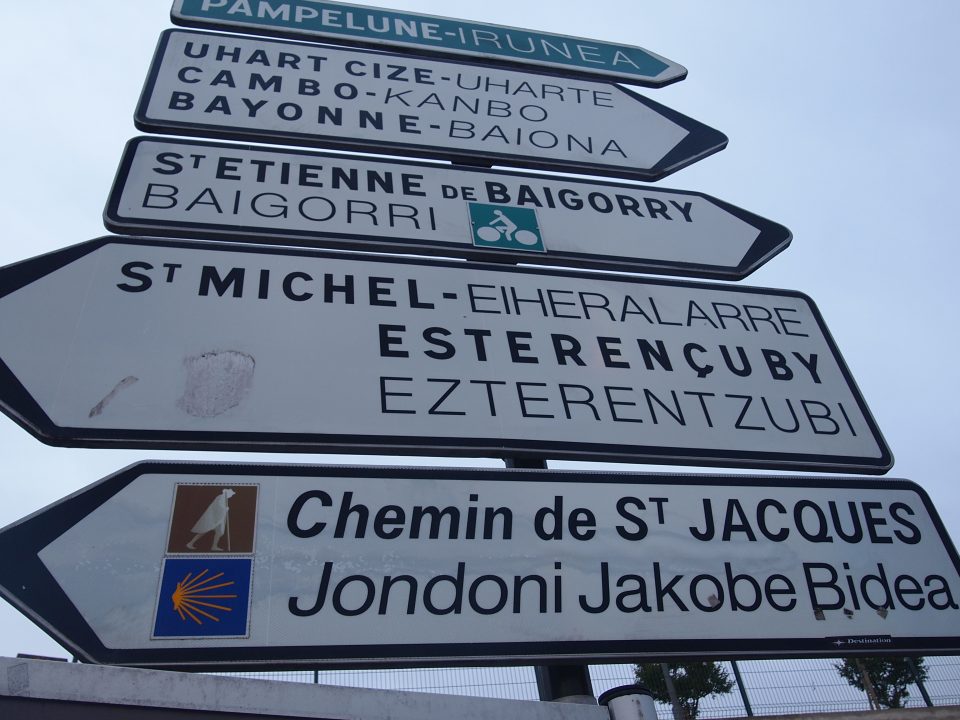 PAMPELUNE-IRUNEA
UHART CIZE-UHARTE
CAMBO-KANBO
BAYONNE-BAIONA
ST ETIENNE DE BAIGORRY
BAIGORRI
ST MICHEL-EIHERALARRE
ESTERENÇUBY
EZTERENTZUBI
Chemin de ST JACQUES
Jondoni Jakobe Bidea
Destination